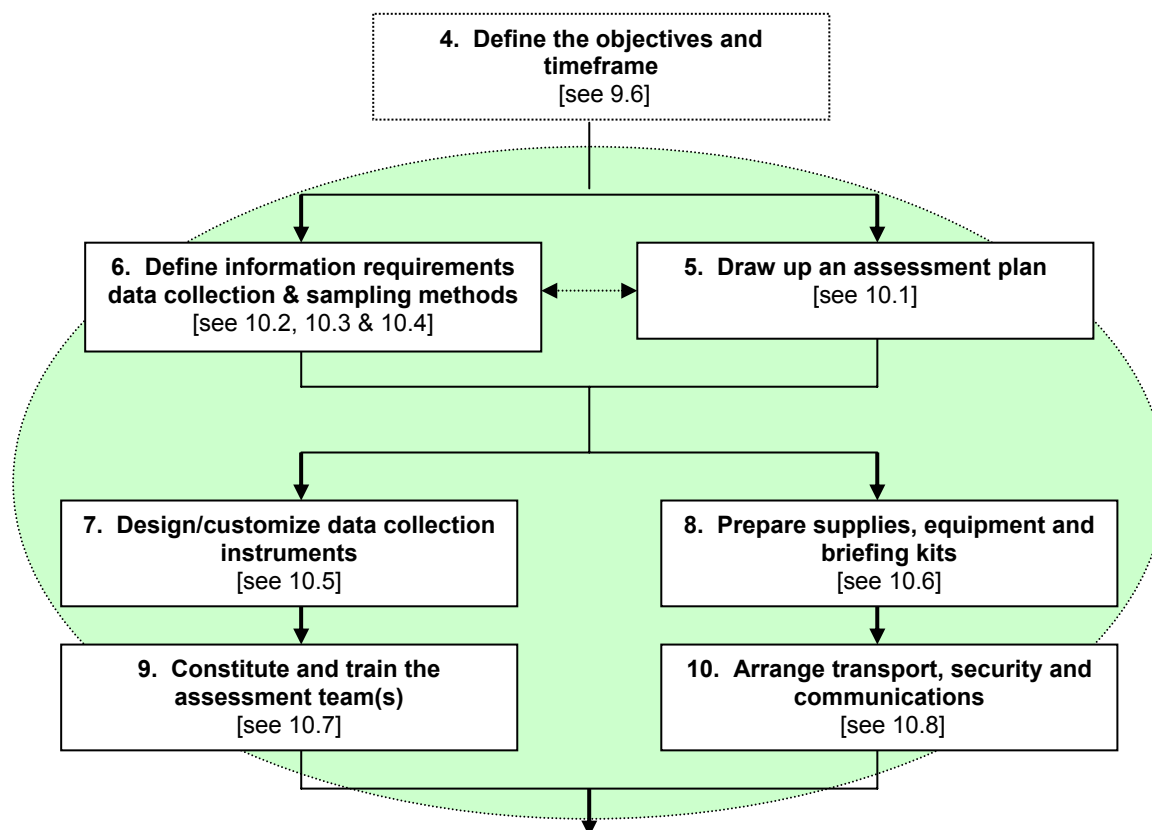 4. Define the objectives and
timeframe
[see 9.6]
6. Define information requirements
data collection & sampling methods
[see 10.2, 10.3 & 10.4]
5. Draw up an assessment plan
[see 10.1]
7. Design/customize data collection
instruments
[see 10.5]
8. Prepare supplies, equipment and
briefing kits
[see 10.6]
9. Constitute and train the
assessment team(s)
[see 10.7]
10. Arrange transport, security and
communications
[see 10.8]